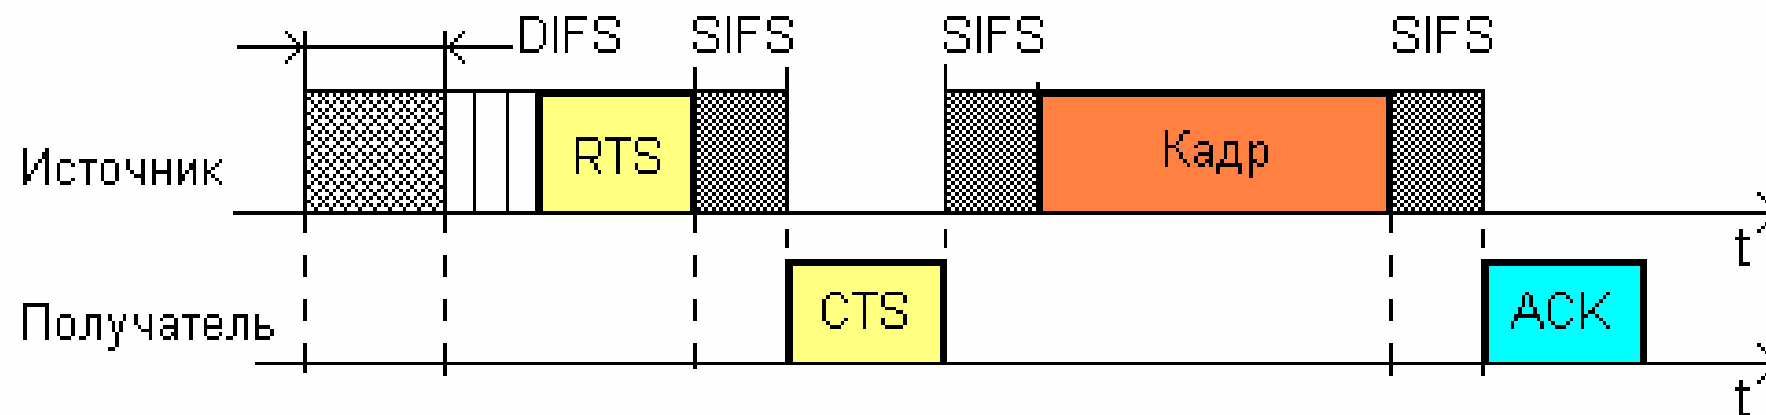 DIFS SIFS SIFS SIFS
Источник RTS Кадр
t
Получатель CTS ACK
t